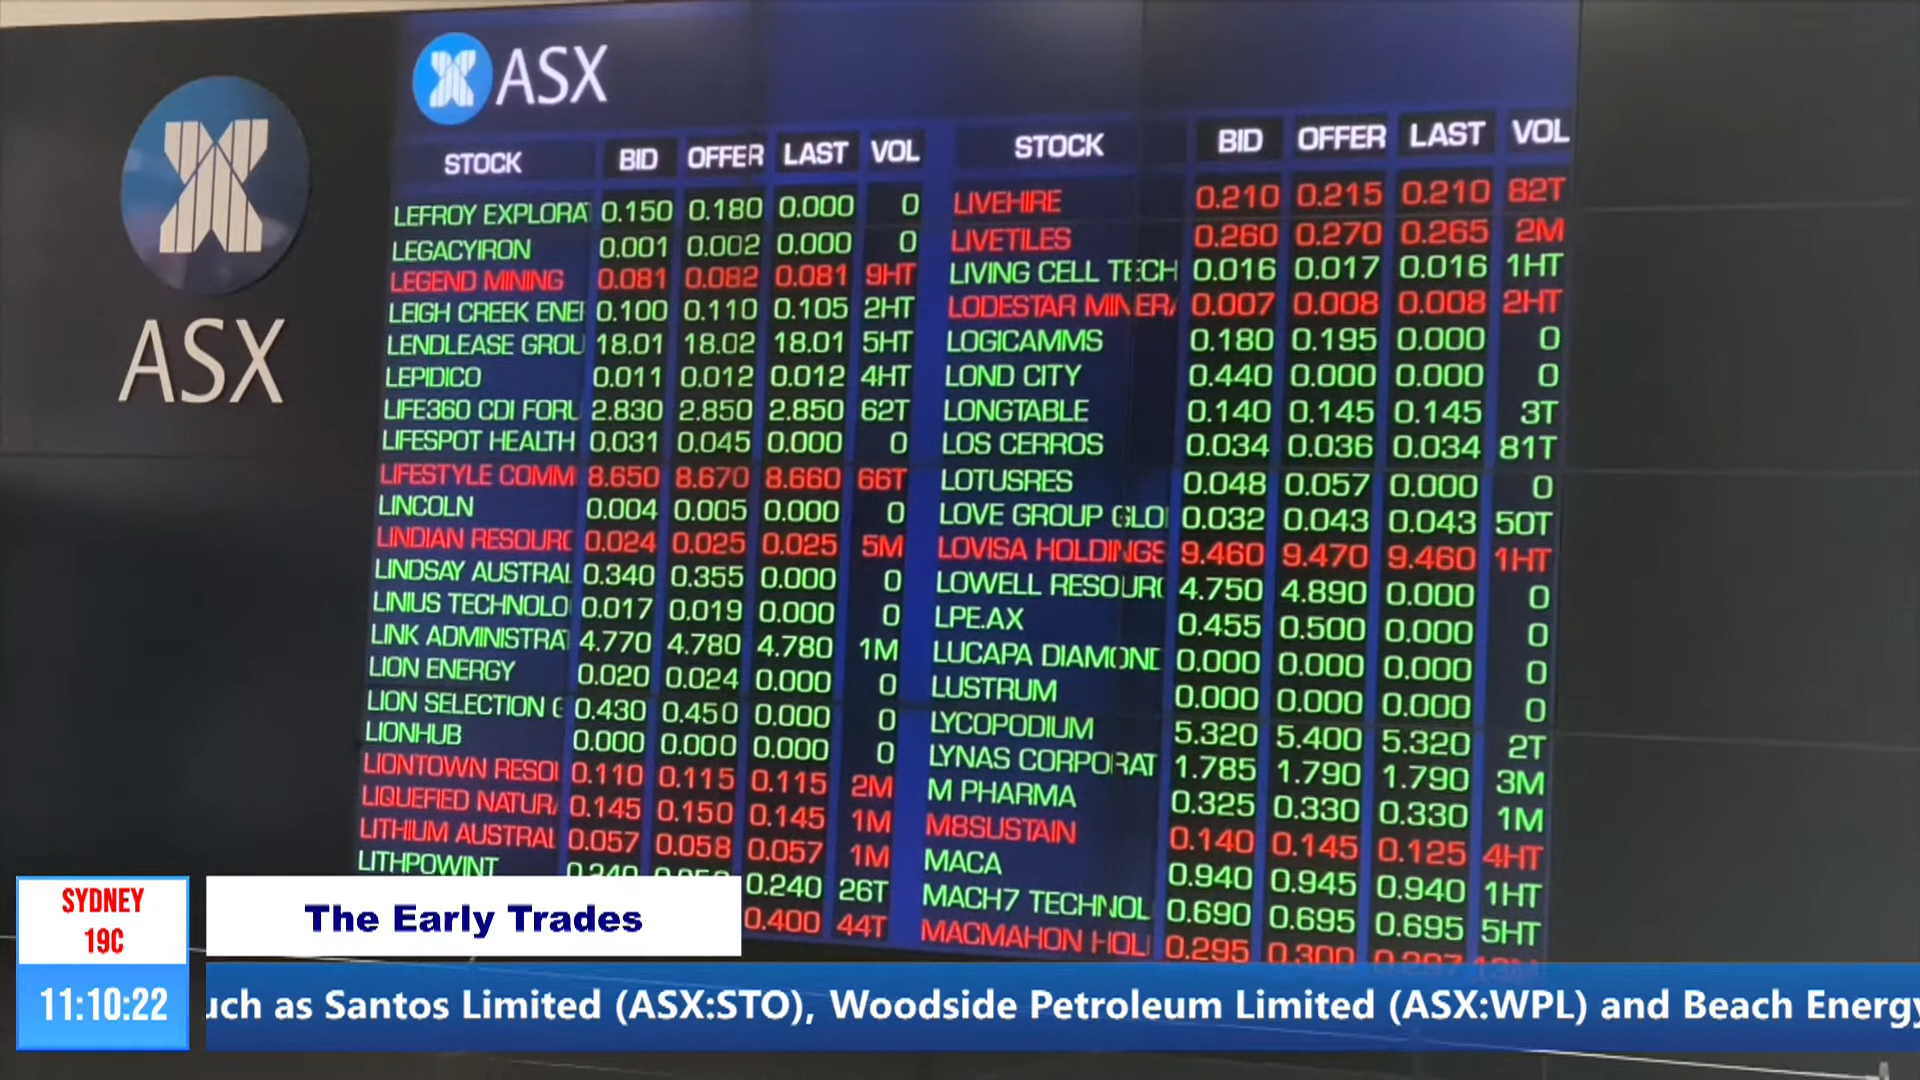 ASX
ASX
STOCK BID OFFER LAST VOL
LEFROY EXPLORA 0.150 0.180 0.000 0
LEGACYIRON 0.001 0.002 0.000 0
LEGEND MINING 0.081 0.082 0.081 9HT
LEIGH CREEK ENE 0.100 0.110 0.105 2HT
LENDLEASE GROU 18.01 18.02 18.01 5HT
LEPIDICO 0.011 0.012 0.012 4HT
LIFE360 CDI FORU 2.830 2.850 2.850 62T
LIFESPOT HEALTH 0.031 0.045 0.000 0
LIFESTYLE COMM 8.650 8.670 8.660 66T
LINCOLN 0.004 0.005 0.000 0
LINDIAN RESOURC 0.024 0.025 0.025 5M
LINDSAY AUSTRAL 0.340 0.355 0.000 0
LINIUS TECHNOLO 0.017 0.019 0.000 0
LINK ADMINISTRAT 4.770 4.780 4.780 1M
LION ENERGY 0.020 0.024 0.000 0
LION SELECTION G 0.430 0.450 0.000 0
LIONHUB 0.000 0.000 0.000 0
LIONTOWN RESOU 0.110 0.115 0.115 2M
LIQUEFIED NATURA 0.145 0.150 0.145 1M
LITHIUM AUSTRAL 0.057 0.058 0.057 1M
LITHPOWINT 0.240 0.240 26T
0.400 44T
STOCK BID OFFER LAST VOL
LIVEHIRE 0.210 0.215 0.210 82T
LIVETILES 0.260 0.270 0.265 2M
LIVING CELL TECH 0.016 0.017 0.016 1HT
LODESTAR MINERA 0.007 0.008 0.008 2HT
LOGICAMMS 0.180 0.195 0.000 0
LOND CITY 0.440 0.000 0.000 0
LONGTABLE 0.140 0.145 0.145 3T
LOS CERROS 0.034 0.036 0.034 81T
LOTUSRES 0.048 0.057 0.000 0
LOVE GROUP GLO 0.032 0.043 0.043 50T
LOVISA HOLDINGS 9.460 9.470 9.460 1HT
LOWELL RESOURC 4.750 4.890 0.000 0
LPE.AX 0.455 0.500 0.000 0
LUCAPA DIAMOND 0.000 0.000 0.000 0
LUSTRUM 0.000 0.000 0.000 0
LYCOPODIUM 5.320 5.400 5.320 2T
LYNAS CORPORAT 1.785 1.790 1.790 3M
M PHARMA 0.325 0.330 0.330 1M
M8SUSTAIN 0.140 0.145 0.125 4HT
MACA 0.940 0.945 0.940 1HT
MACH7 TECHNOL 0.690 0.695 0.695 5HT
MACMAHON HOL 0.295 0.300 0.297 13M
The Early Trades
SYDNEY
19C
11:10:22
uch as Santos Limited (ASX:STO), Woodside Petroleum Limited (ASX:WPL) and Beach Energy